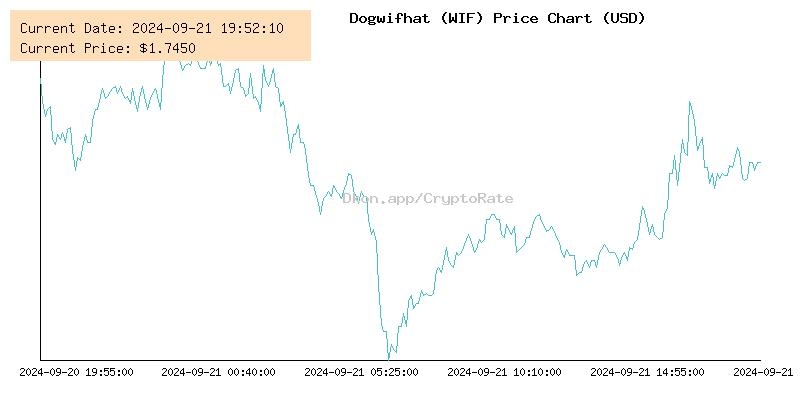 Dogwifhat (WIF) Price Chart (USD)
Current Date: 2024-09-21 19:52:10
Current Price: $1.7450
Dhon.app/CryptoRate
2024-09-20 19:55:00 2024-09-21 00:40:00 2024-09-21 05:25:00 2024-09-21 10:10:00 2024-09-21 14:55:00 2024-09-21